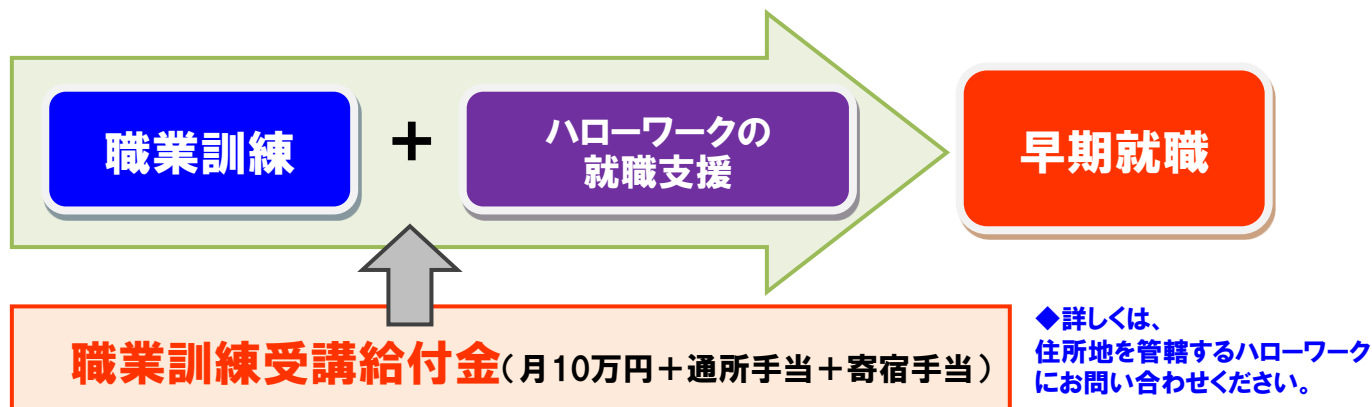 職業訓練
+
ハローワークの
就職支援
早期就職
職業訓練受講給付金(月10万円+通所手当+寄宿手当)
◆詳しくは、
住所地を管轄するハローワーク
にお問い合わせください。